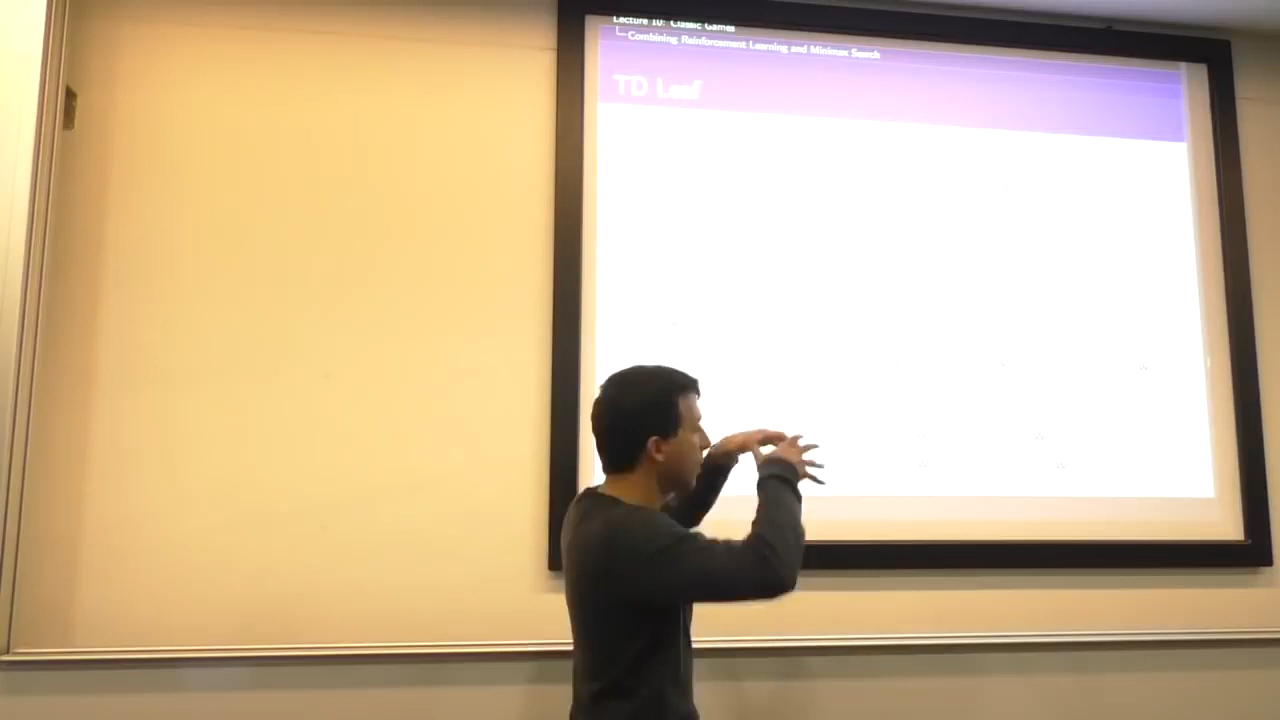 Lecture 10: Classic Games
Combining Reinforcement Learning and Minimax Search
TD Leaf